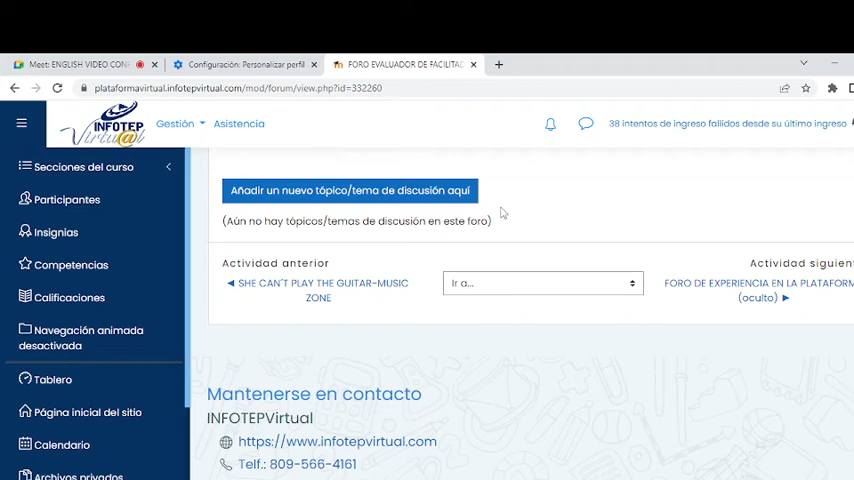 Meet: ENGLISH VIDEO CONF
Configuración: Personalizar perfil
FORO EVALUADOR DE FACILITAD
plataformavirtual.infotepvirtual.com/mod/forum/view.php?id=332260
INFOTEP
Virtu@l
Gestión
Asistencia
38 intentos de ingreso fallidos desde su último ingreso
Secciones del curso
Participantes
Insignias
Competencias
Calificaciones
Navegación animada
desactivada
Tablero
Página inicial del sitio
Calendario
Archivos privados
Añadir un nuevo tópico/tema de discusión aquí
(Aún no hay tópicos/temas de discusión en este foro)
Actividad anterior
◄ SHE CAN'T PLAY THE GUITAR-MUSIC
ZONE
Ir a...
Actividad siguien
FORO DE EXPERIENCIA EN LA PLATAFORM
(oculto) ►
Mantenerse en contacto
INFOTEPVirtual
https://www.infotepvirtual.com
Telf.: 809-566-4161